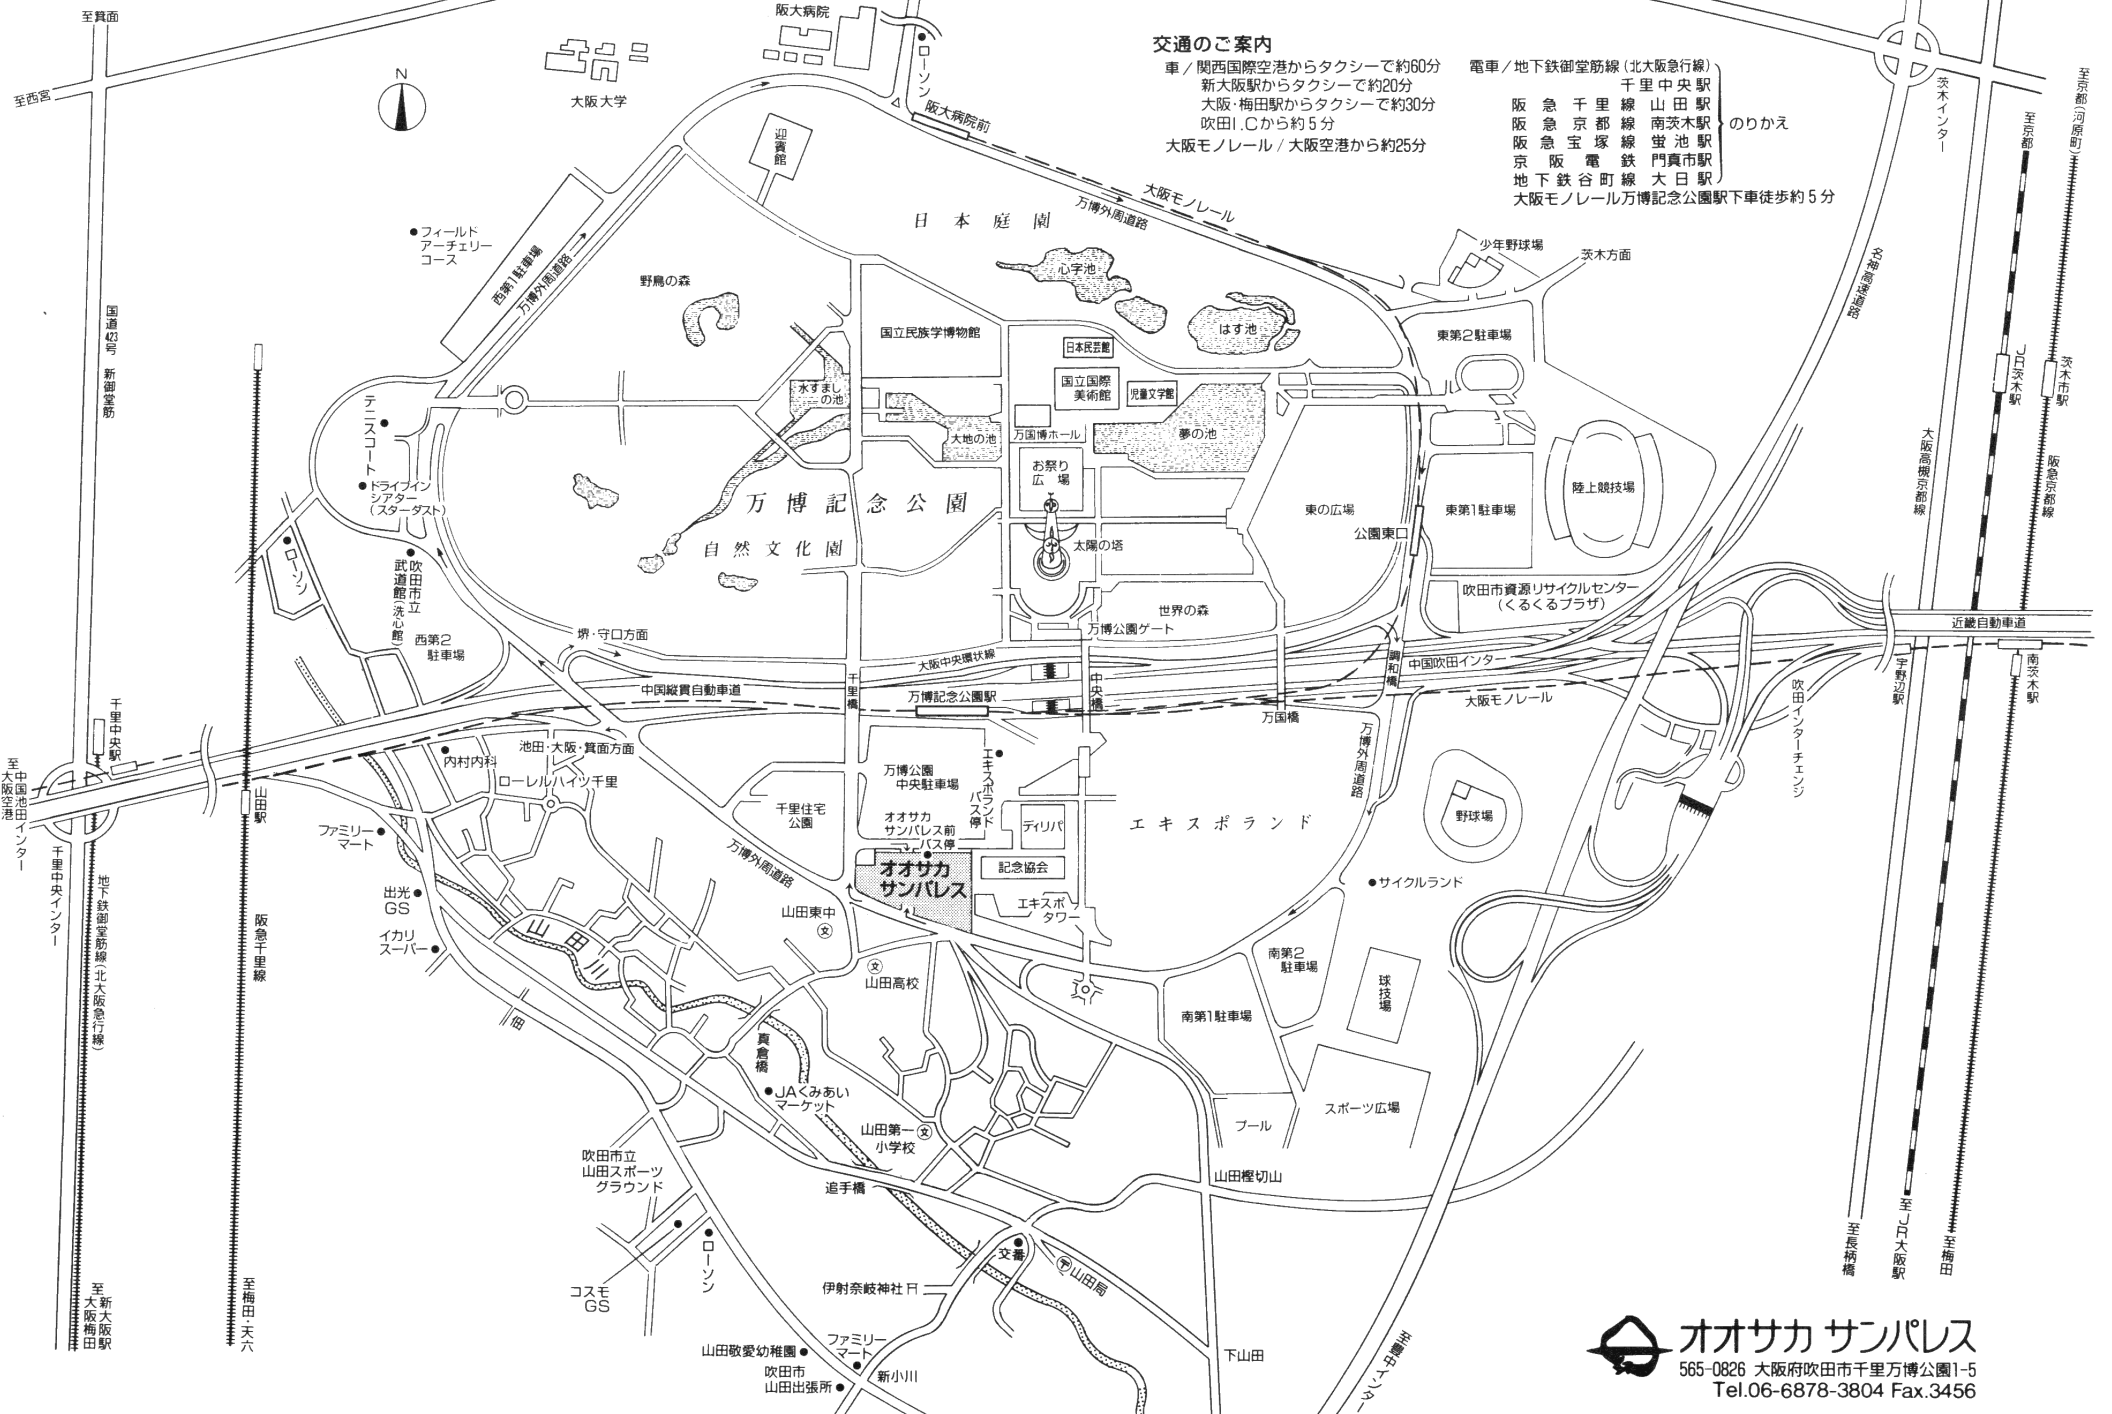 至箕面
至西宮
N
大阪大学
阪大病院
ローソン
阪大病院前
交通のご案内
車/関西国際空港からタクシーで約60分
新大阪駅からタクシーで約20分
大阪・梅田駅からタクシーで約30分
吹田I.Cから約5分
大阪モノレール/大阪空港から約25分
電車/地下鉄御堂筋線(北大阪急行線)
千里中央駅
阪急千里線 山田駅
阪急京都線 南茨木駅
阪急宝塚線 蛍池駅
京阪電鉄 門真市駅
地下鉄谷町線 大日駅
のりかえ
大阪モノレール万博記念公園駅下車徒歩約5分
茨木インター
至京都
至京都(河原町)
迎賓館
フィールド
アーチェリー
コース
西第1駐車場
万博外周道路
野鳥の森
日本庭園
大阪モノレール
万博外周道路
心字池
はす池
少年野球場
茨木方面
名神高速道路
国道423号 新御堂筋
国立民族学博物館
日本民芸館
国立国際
美術館
児童文学館
東第2駐車場
JR茨木駅
茨木市駅
水すまし
の池
大地の池
万国博ホール
夢の池
テニスコート
ドライブイン
シアター
(スターダスト)
お祭り
広場
万博記念公園
自然文化園
太陽の塔
東の広場
公園東口
東第1駐車場
陸上競技場
大阪高槻京都線
阪急京都線
ローソン
吹田市立
武道館(洗心館)
西第2
駐車場
堺・守口方面
世界の森
万博公園ゲート
吹田市資源リサイクルセンター
(くるくるプラザ)
近畿自動車道
大阪中央環状線
中国縦貫自動車道
千里橋
万博記念公園駅
中央橋
万国橋
調和橋
中国吹田インター
大阪モノレール
吹田インターチェンジ
宇野辺駅
南茨木駅
千里中央駅
至中国池田インター
至大阪空港
山田駅
池田・大阪・箕面方面
内村内科
ローレルハイツ千里
千里住宅
公園
万博公園
中央駐車場
エキスポランド
バス停
オオサカ
サンパレス前
バス停
オオサカ
サンパレス
ディリパ
記念協会
エキスポ
タワー
エキスポランド
万博外周道路
野球場
サイクルランド
ファミリー
マート
万博外周道路
千里中央インター
地下鉄御堂筋線(北大阪急行線)
阪急千里線
出光
GS
イカリ
スーパー
山田川
山田東中
文
文
山田高校
南第2
駐車場
球技場
南第1駐車場
佃
真倉橋
JAくみあい
マーケット
スポーツ広場
プール
山田第一
小学校
文
吹田市立
山田スポーツ
グラウンド
追手橋
山田樫切山
ローソン
コスモ
GS
交番
山田局
伊射奈岐神社
ファミリー
マート
山田敬愛幼稚園
吹田市
山田出張所
新小川
下山田
至新大阪駅
大阪梅田
至梅田・天六
至豊中インター
至長柄橋
至JR大阪駅
至梅田
オオサカ サンパレス
565-0826 大阪府吹田市千里万博公園1-5
Tel.06-6878-3804 Fax.3456